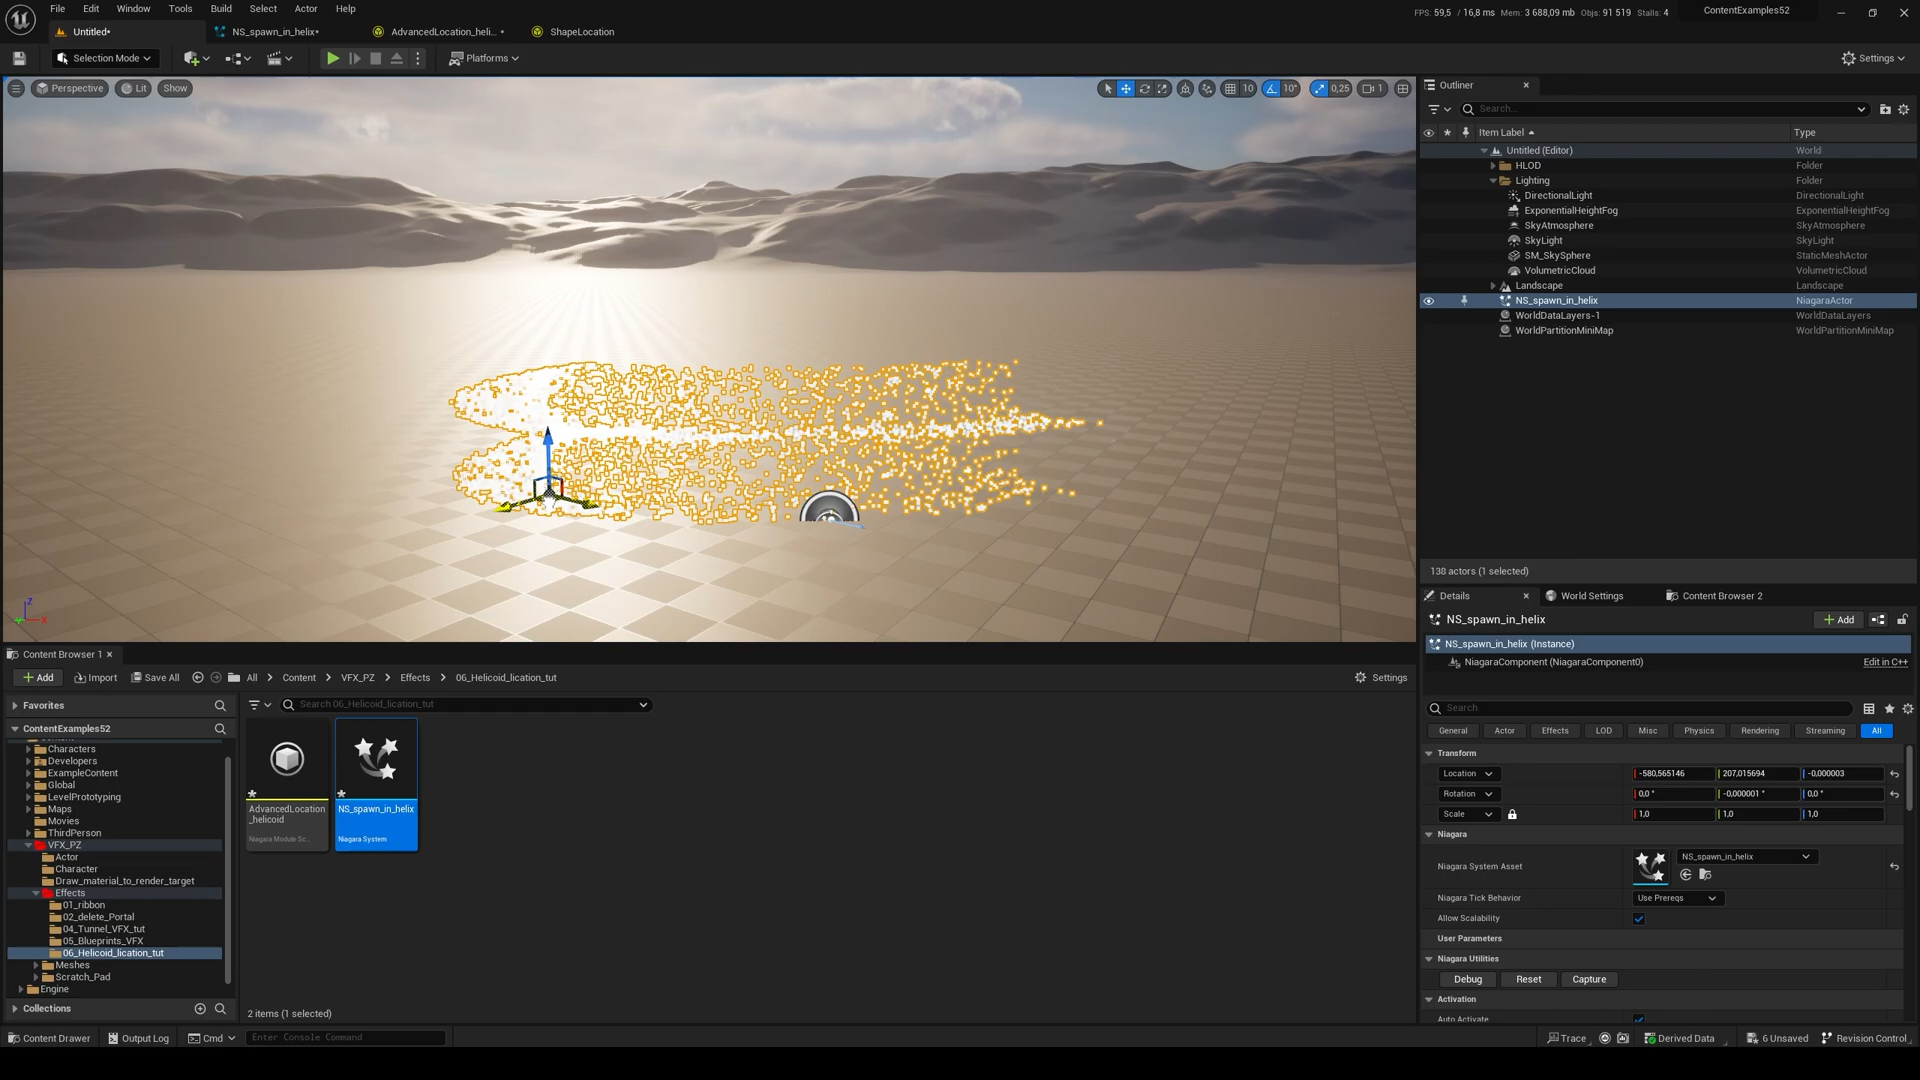 File Edit Window Tools Build Select Actor Help
FPS: 59,5 / 16,8 ms Mem: 3 688,09 mb Objs: 91 519 Stalls: 4
ContentExamples52
Untitled*
NS_spawn_in_helix*
AdvancedLocation_heli... *
ShapeLocation
Selection Mode
Platforms
Settings
Perspective
Lit
Show
10
10°
0,25
1
Outliner
Search...
Item Label
Type
Untitled (Editor) World
HLOD Folder
Lighting Folder
DirectionalLight DirectionalLight
ExponentialHeightFog ExponentialHeightFog
SkyAtmosphere SkyAtmosphere
SkyLight SkyLight
SM_SkySphere StaticMeshActor
VolumetricCloud VolumetricCloud
Landscape Landscape
NS_spawn_in_helix NiagaraActor
WorldDataLayers-1 WorldDataLayers
WorldPartitionMiniMap WorldPartitionMiniMap
138 actors (1 selected)
Z
X
Y
Details
World Settings
Content Browser 2
NS_spawn_in_helix
Add
NS_spawn_in_helix (Instance)
NiagaraComponent (NiagaraComponent0)
Edit in C++
Search
General Actor Effects LOD Misc Physics Rendering Streaming All
Transform
Location -580,565146 207,015694 -0,000003
Rotation 0,0 ° -0,000001 ° 0,0 °
Scale 1,0 1,0 1,0
Niagara
Niagara System Asset NS_spawn_in_helix
Niagara Tick Behavior Use Prereqs
Allow Scalability
User Parameters
Niagara Utilities
Debug Reset Capture
Activation
Auto Activate
Content Browser 1
Add Import Save All All Content VFX_PZ Effects 06_Helicoid_lication_tut
Settings
Favorites
Search 06_Helicoid_lication_tut
ContentExamples52
Characters
Developers
ExampleContent
Global
LevelPrototyping
Maps
Movies
ThirdPerson
VFX_PZ
Actor
Character
Draw_material_to_render_target
Effects
01_ribbon
02_delete_Portal
04_Tunnel_VFX_tut
05_Blueprints_VFX
06_Helicoid_lication_tut
Meshes
Scratch_Pad
Engine
Collections
AdvancedLocation
_helicoid
Niagara Module Sc...
NS_spawn_in_helix
Niagara System
2 items (1 selected)
Content Drawer
Output Log
Cmd
Enter Console Command
Trace
Derived Data
6 Unsaved
Revision Control